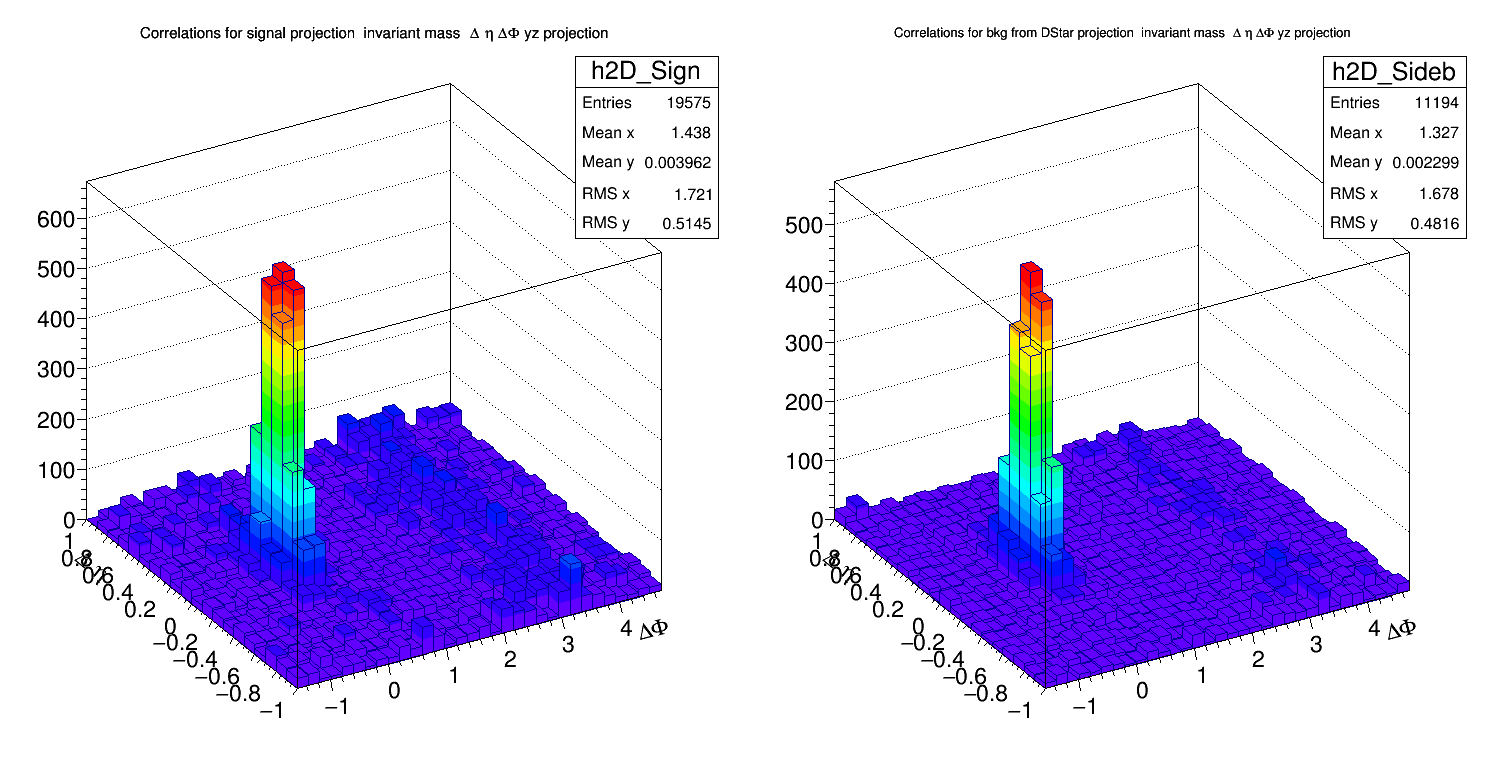 Correlations for signal projection invariant mass Δ η ΔΦ yz projection
h2D_Sign
Entries 19575
Mean x 1.438
Mean y 0.003962
RMS x 1.721
RMS y 0.5145
600
500
400
300
200
100
0
1
0.8
0.6
0.4
0.2
0
−0.2
−0.4
−0.6
−0.8
−1
Δ η
−1
0
1
2
3
4
ΔΦ
Correlations for bkg from DStar projection invariant mass Δ η ΔΦ yz projection
h2D_Sideb
Entries 11194
Mean x 1.327
Mean y 0.002299
RMS x 1.678
RMS y 0.4816
500
400
300
200
100
0
1
0.8
0.6
0.4
0.2
0
−0.2
−0.4
−0.6
−0.8
−1
Δ η
−1
0
1
2
3
4
ΔΦ